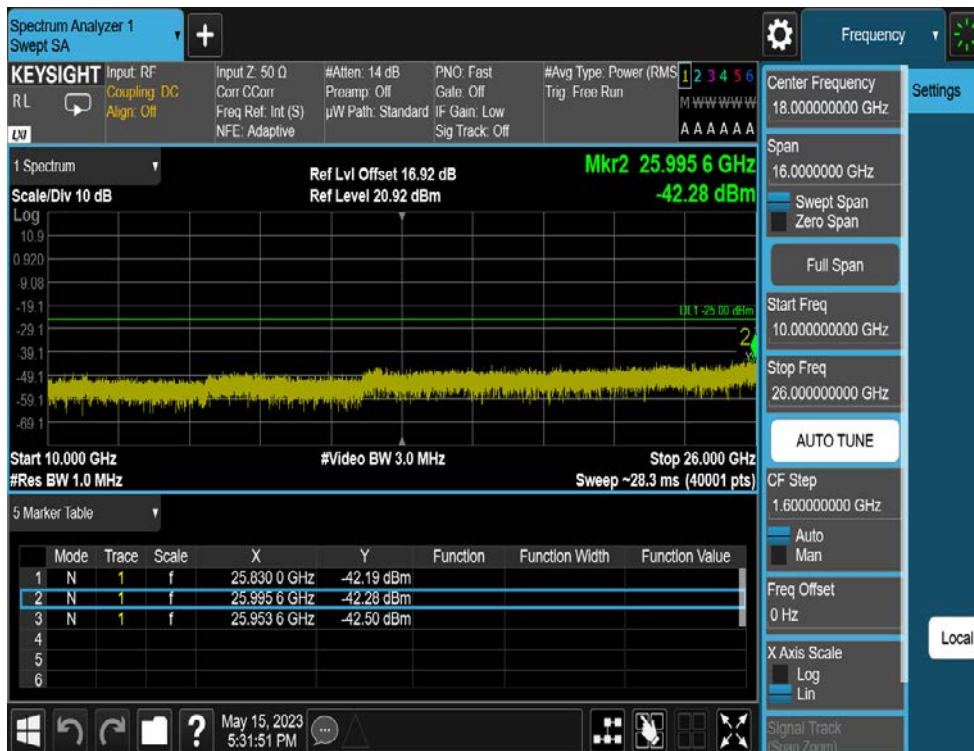 Spectrum Analyzer 1
Swept SA
+
Frequency
KEYSIGHT Input: RF Input Z: 50 Ω #Atten: 14 dB PNO: Fast #Avg Type: Power (RMS 1 2 3 4 5 6
RL Coupling: DC Corr CCorr Preamp: Off Gate: Off Trig: Free Run
Align: Off Freq Ref: Int (S) µW Path: Standard IF Gain: Low M W W W W W
LXI NFE: Adaptive Sig Track: Off A A A A A A
1 Spectrum
Scale/Div 10 dB
Ref Lvl Offset 16.92 dB
Ref Level 20.92 dBm
Mkr2 25.995 6 GHz
-42.28 dBm
Log
10.9
0.920
-9.08
-19.1
DL1 -25.00 dBm
-29.1
2
-39.1
-49.1
-59.1
-69.1
Start 10.000 GHz #Video BW 3.0 MHz Stop 26.000 GHz
#Res BW 1.0 MHz Sweep ~28.3 ms (40001 pts)
5 Marker Table
Mode Trace Scale X Y Function Function Width Function Value
1 N 1 f 25.830 0 GHz -42.19 dBm
2 N 1 f 25.995 6 GHz -42.28 dBm
3 N 1 f 25.953 6 GHz -42.50 dBm
4
5
6
? May 15, 2023
5:31:51 PM
Center Frequency
18.000000000 GHz
Span
16.0000000 GHz
Swept Span
Zero Span
Full Span
Start Freq
10.000000000 GHz
Stop Freq
26.000000000 GHz
AUTO TUNE
CF Step
1.600000000 GHz
Auto
Man
Freq Offset
0 Hz
X Axis Scale
Log
Lin
Signal Track
(Span Zoom)
Settings
Local